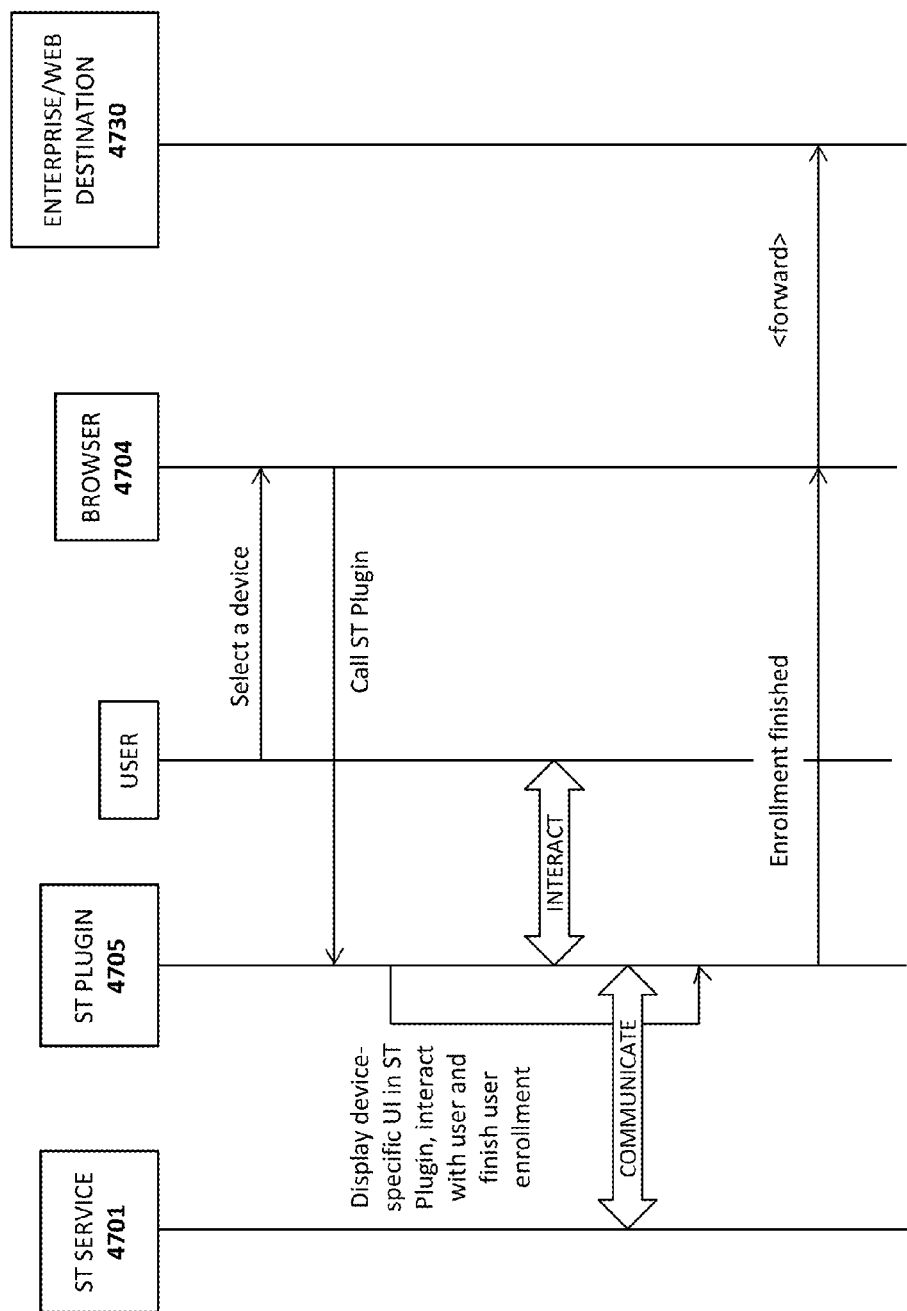 ST SERVICE
4701
ST PLUGIN
4705
USER
BROWSER
4704
ENTERPRISE/WEB
DESTINATION
4730
Select a device
Call ST Plugin
Display device-
specific UI in ST
Plugin, interact
with user and
finish user
enrollment
INTERACT
COMMUNICATE
Enrollment finished
<forward>